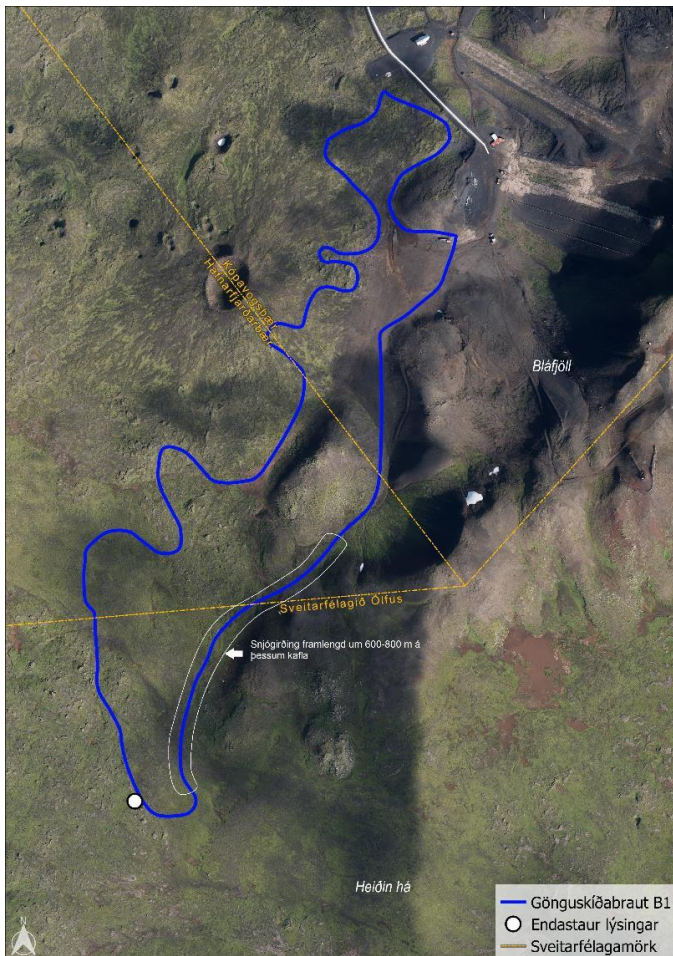 Kópavogsbær
Hafnarfjarðarbær
Bláfjöll
Sveitarfélagið Ölfus
Snjógirðing framlengd um 600-800 m á
þessum kafla
Heiðin há
N
Gönguskíðabraut B1
Endastaur lýsingar
Sveitarfélagamörk